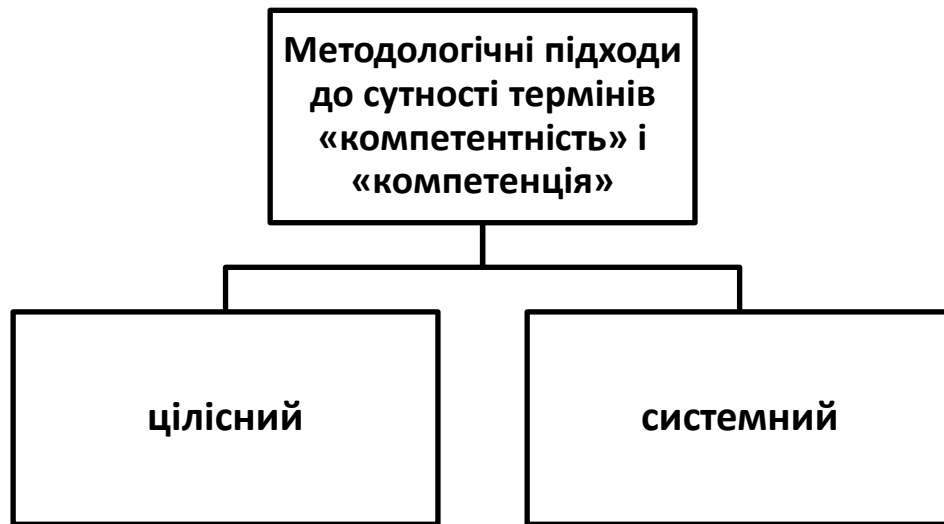 Методологічні підходи
до сутності термінів
«компетентність» і
«компетенція»
цілісний
системний